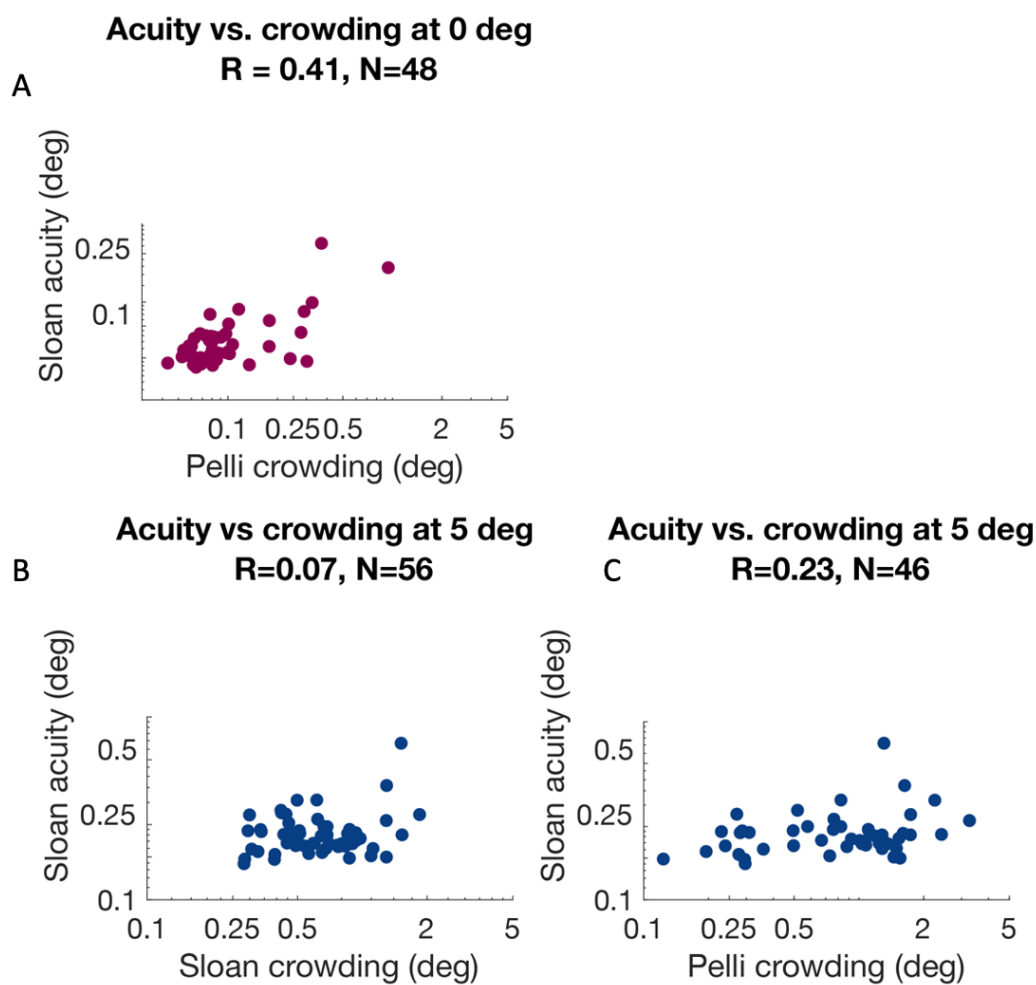 Acuity vs. crowding at 0 deg
R = 0.41, N=48
A
Sloan acuity (deg)
0.25
0.1
0.1 0.25 0.5 2 5
Pelli crowding (deg)
Acuity vs crowding at 5 deg
R=0.07, N=56
B
Sloan acuity (deg)
0.5
0.25
0.1
0.1 0.25 0.5 2 5
Sloan crowding (deg)
Acuity vs. crowding at 5 deg
R=0.23, N=46
C
Sloan acuity (deg)
0.5
0.25
0.1
0.1 0.25 0.5 2 5
Pelli crowding (deg)